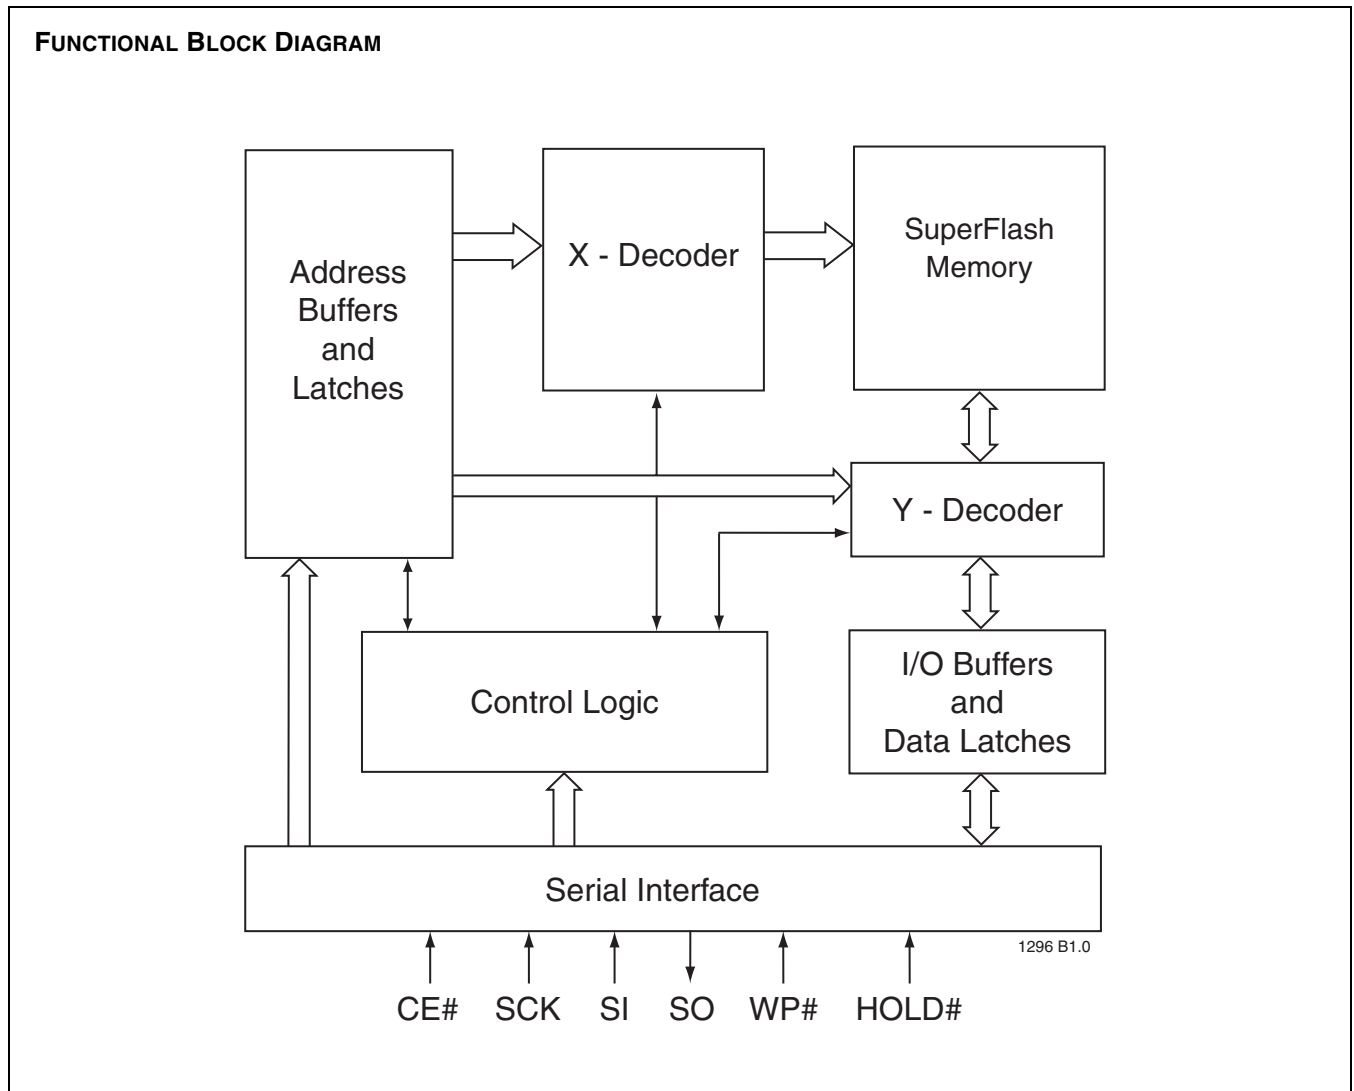 FUNCTIONAL BLOCK DIAGRAM
Address
Buffers
and
Latches
X - Decoder
SuperFlash
Memory
Y - Decoder
Control Logic
I/O Buffers
and
Data Latches
Serial Interface
1296 B1.0
CE# SCK SI SO WP# HOLD#